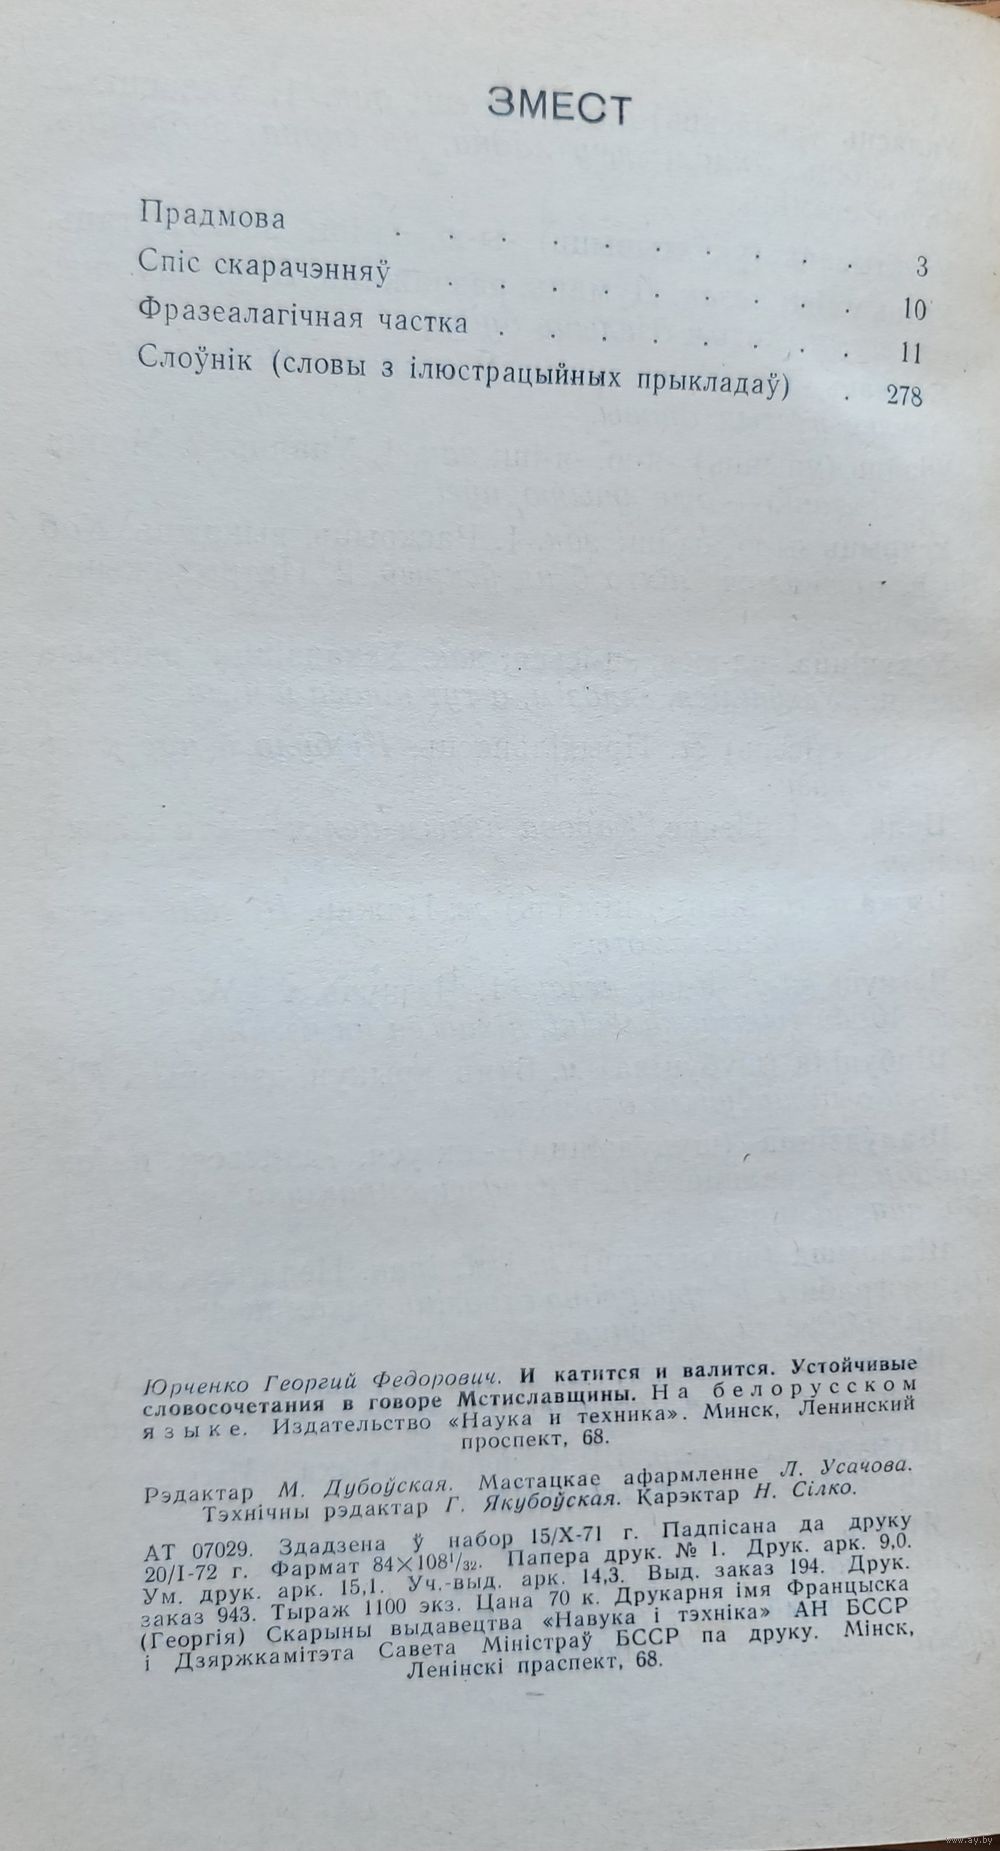 ЗМЕСТ
Прадмова . . . . . . . . . . 3
Спіс скарачэнняў . . . . . . . . . 10
Фразеалагічная частка . . . . . . . . 11
Слоўнік (словы з ілюстрацыйных прыкладаў) . 278
Юрченко Георгий Федорович. И катится и валится. Устойчивые
словосочетания в говоре Мстиславщины. На белорусском
языке. Издательство «Наука и техника». Минск, Ленинский
проспект, 68.
Рэдактар М. Дубоўская. Мастацкае афармленне Л. Усачова.
Тэхнічны рэдактар Г. Якубоўская. Карэктар Н. Сілко.
АТ 07029. Здадзена ў набор 15/X-71 г. Падпісана да друку
20/I-72 г. Фармат 84×108¹/₃₂. Папера друк. № 1. Друк. арк. 9,0.
Ум. друк. арк. 15,1. Уч.-выд. арк. 14,3. Выд. заказ 194. Друк.
заказ 943. Тыраж 1100 экз. Цана 70 к. Друкарня імя Францыска
(Георгія) Скарыны выдавецтва «Навука і тэхніка» АН БССР
і Дзяржкамітэта Савета Міністраў БССР па друку. Мінск,
Ленінскі праспект, 68.
www.ay.by